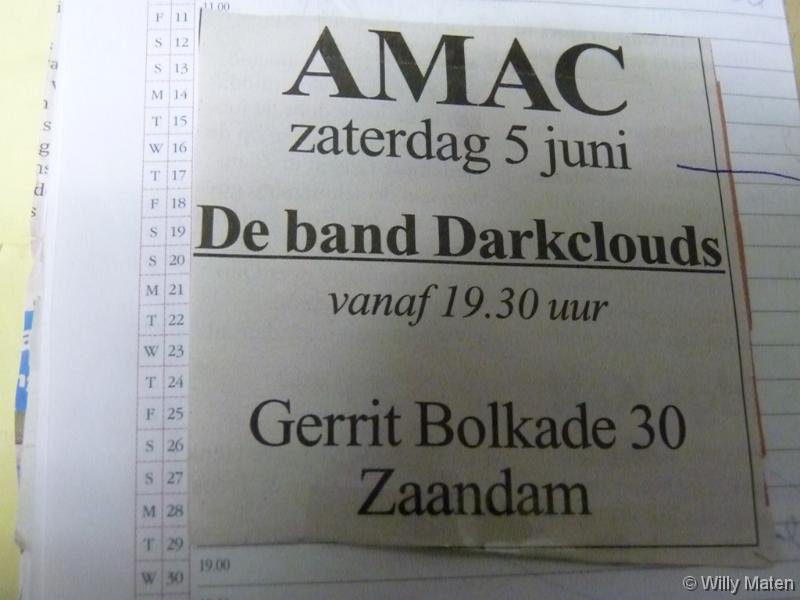 11.00
F 11
S 12
S 13
M 14
T 15
W 16
T 17
F 18
S 19
S 20
M 21
T 22
W 23
T 24
F 25
S 26
S 27
M 28
T 29
W 30
AMAC
zaterdag 5 juni
De band Darkclouds
vanaf 19.30 uur
Gerrit Bolkade 30
Zaandam
19.00
© Willy Maten